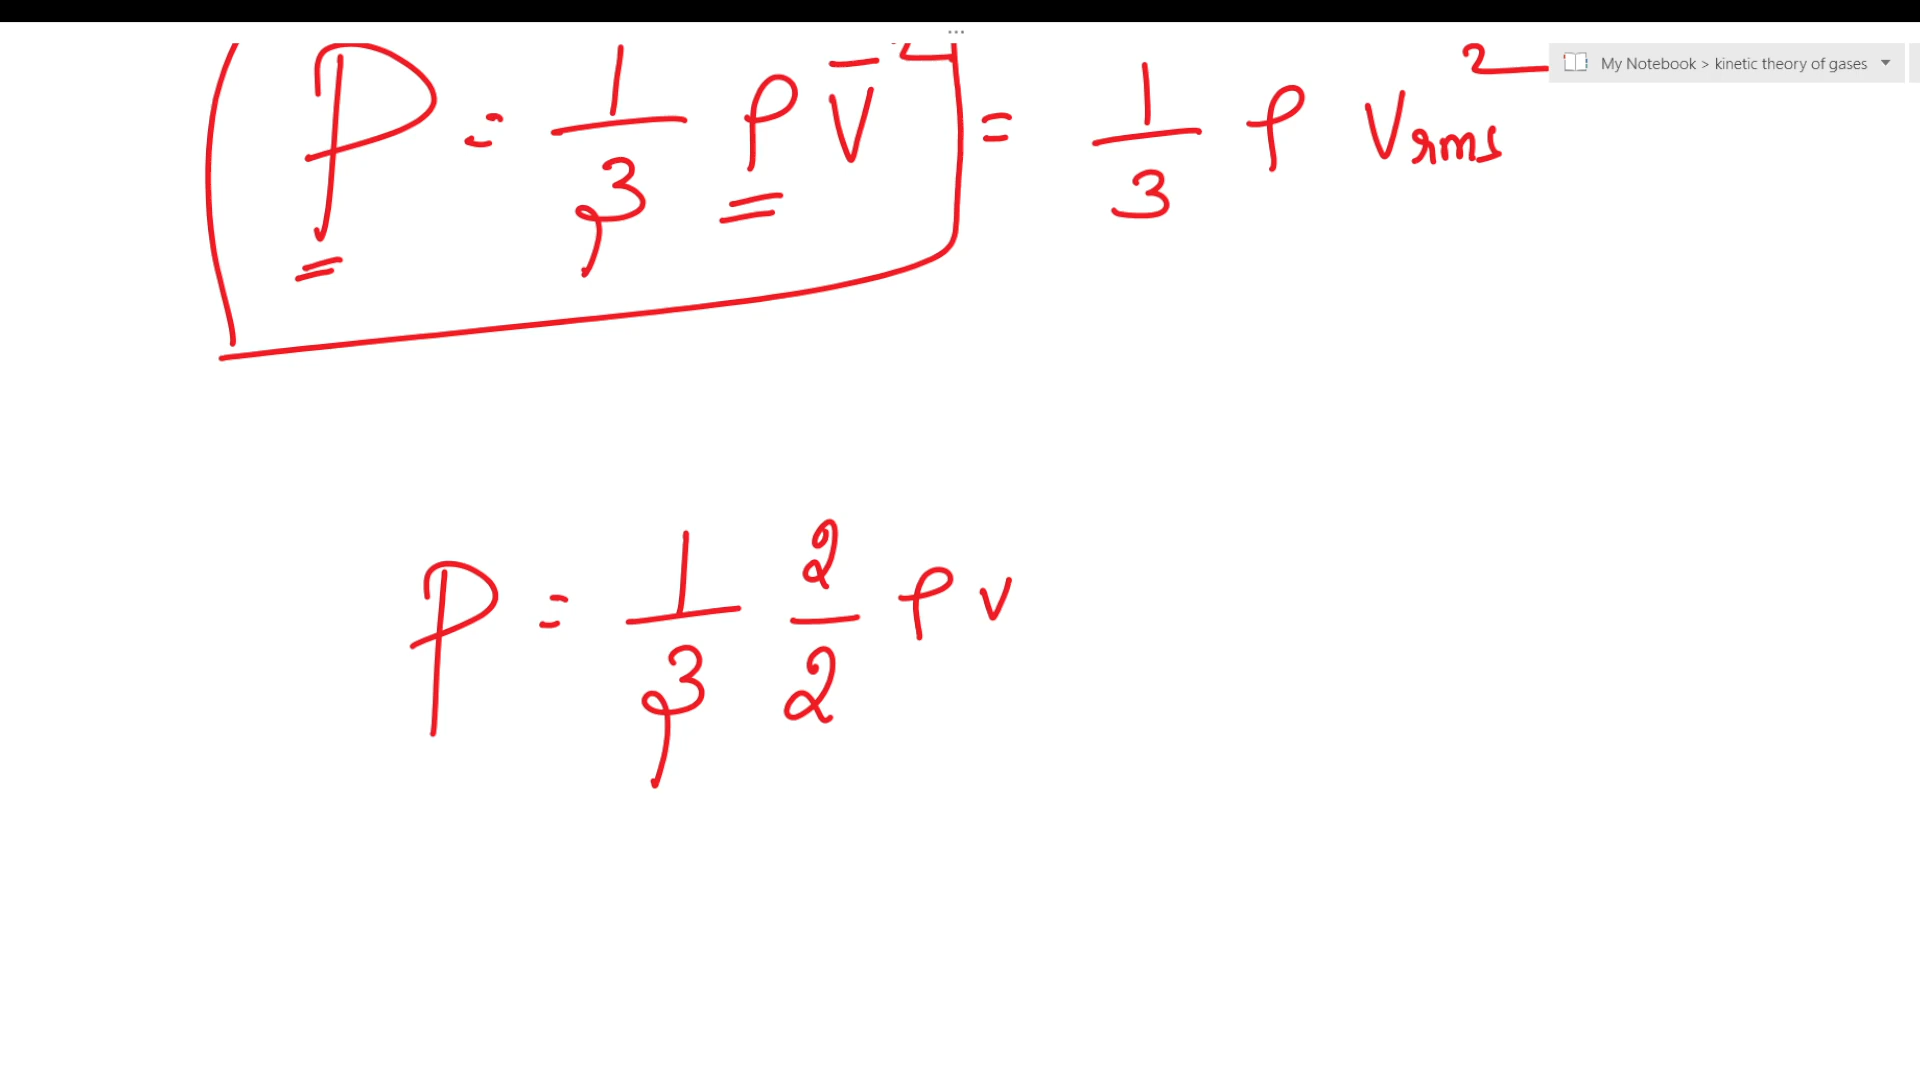 ...
P = 1/3 ρ v̄² = 1/3 ρ Vrms²
My Notebook > kinetic theory of gases
P = 1/3 2/2 ρ v